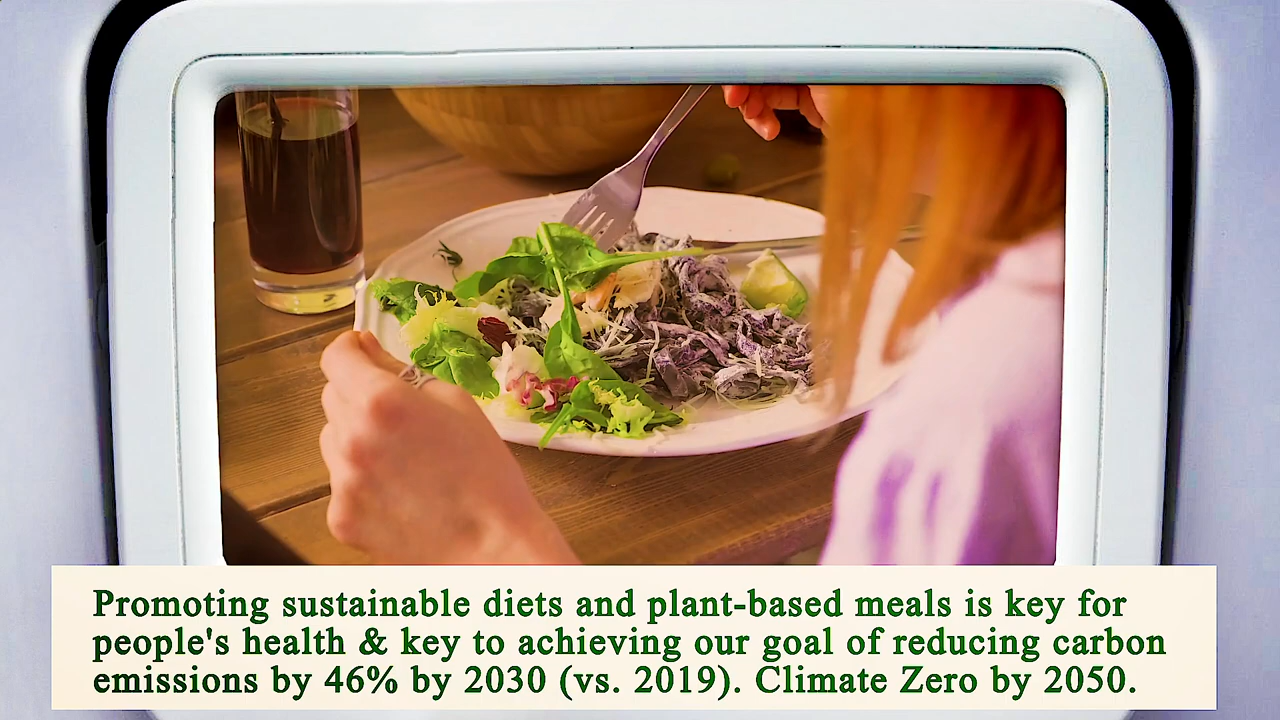 Promoting sustainable diets and plant-based meals is key for
people's health & key to achieving our goal of reducing carbon
emissions by 46% by 2030 (vs. 2019). Climate Zero by 2050.